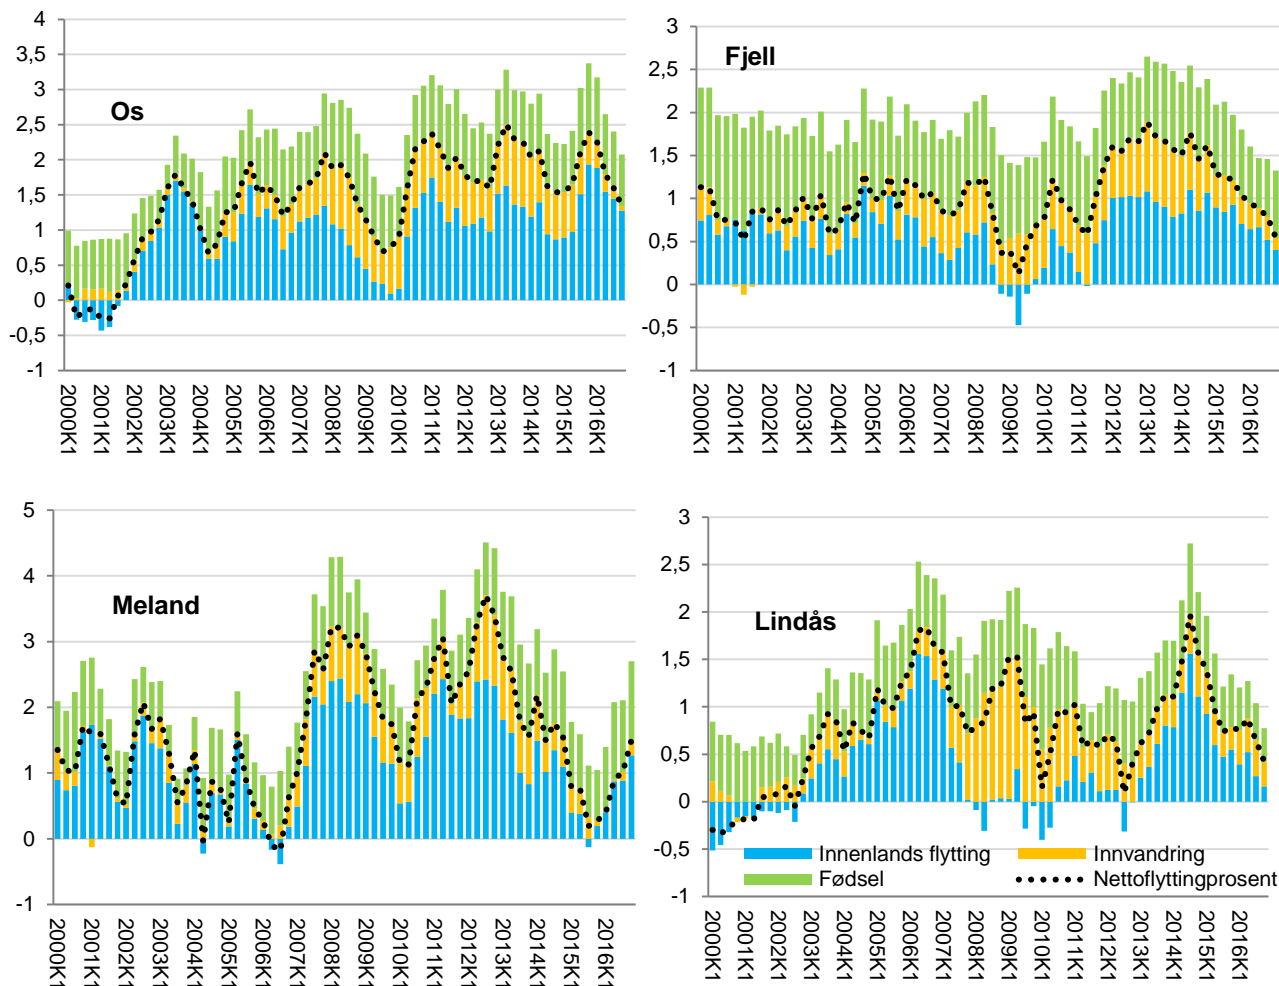 4
3,5
3
2,5
2
1,5
1
0,5
0
-0,5
-1
Os
2000K1
2001K1
2002K1
2003K1
2004K1
2005K1
2006K1
2007K1
2008K1
2009K1
2010K1
2011K1
2012K1
2013K1
2014K1
2015K1
2016K1
3
2,5
2
1,5
1
0,5
0
-0,5
-1
Fjell
2000K1
2001K1
2002K1
2003K1
2004K1
2005K1
2006K1
2007K1
2008K1
2009K1
2010K1
2011K1
2012K1
2013K1
2014K1
2015K1
2016K1
5
4
3
2
1
0
-1
Meland
2000K1
2001K1
2002K1
2003K1
2004K1
2005K1
2006K1
2007K1
2008K1
2009K1
2010K1
2011K1
2012K1
2013K1
2014K1
2015K1
2016K1
3
2,5
2
1,5
1
0,5
0
-0,5
-1
Lindås
Innenlands flytting
Innvandring
Fødsel
Nettoflyttingprosent
2000K1
2001K1
2002K1
2003K1
2004K1
2005K1
2006K1
2007K1
2008K1
2009K1
2010K1
2011K1
2012K1
2013K1
2014K1
2015K1
2016K1